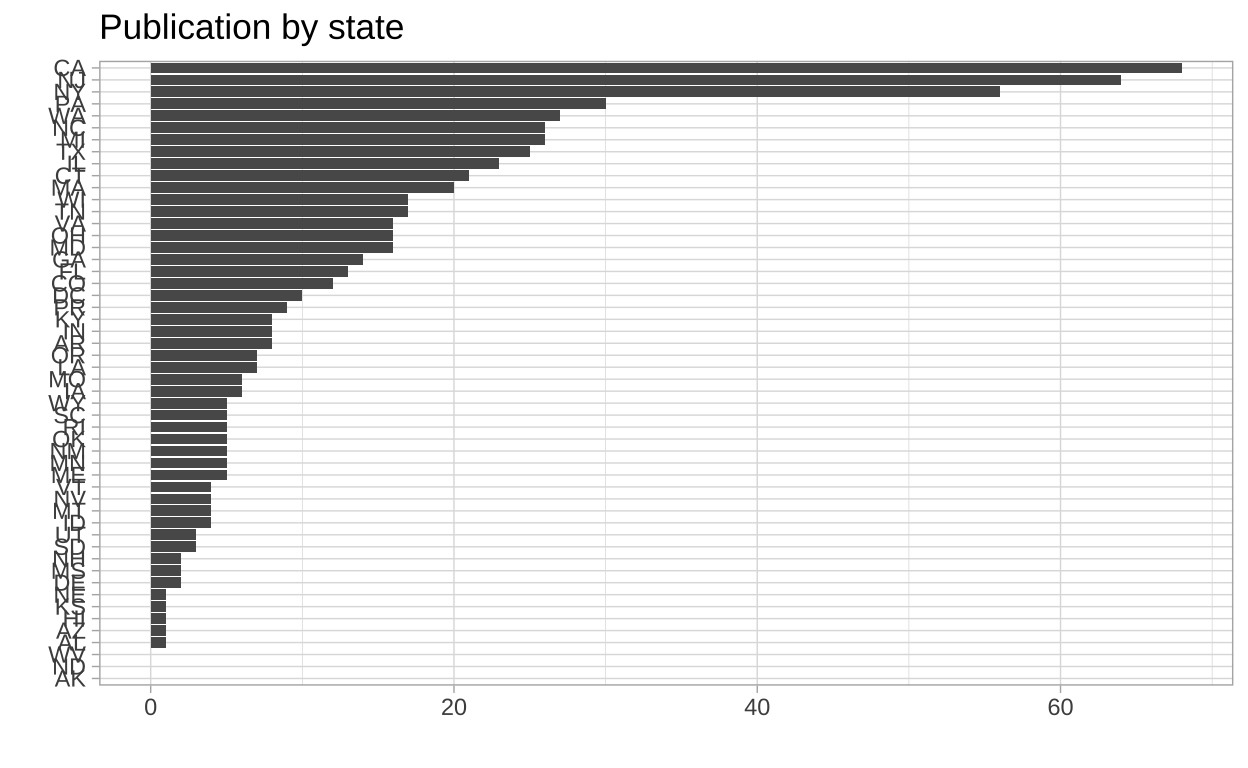 Publication by state
CA
NJ
NY
PA
WA
NC
MI
TX
IL
CT
MA
WI
TN
VA
OH
MD
GA
FL
CO
DC
PR
KY
IN
AR
OR
LA
MO
IA
WY
SC
RI
OK
NM
MN
ME
VT
NV
MT
ID
UT
SD
NH
MS
DE
NE
KS
HI
AZ
AL
WV
ND
AK
0 20 40 60